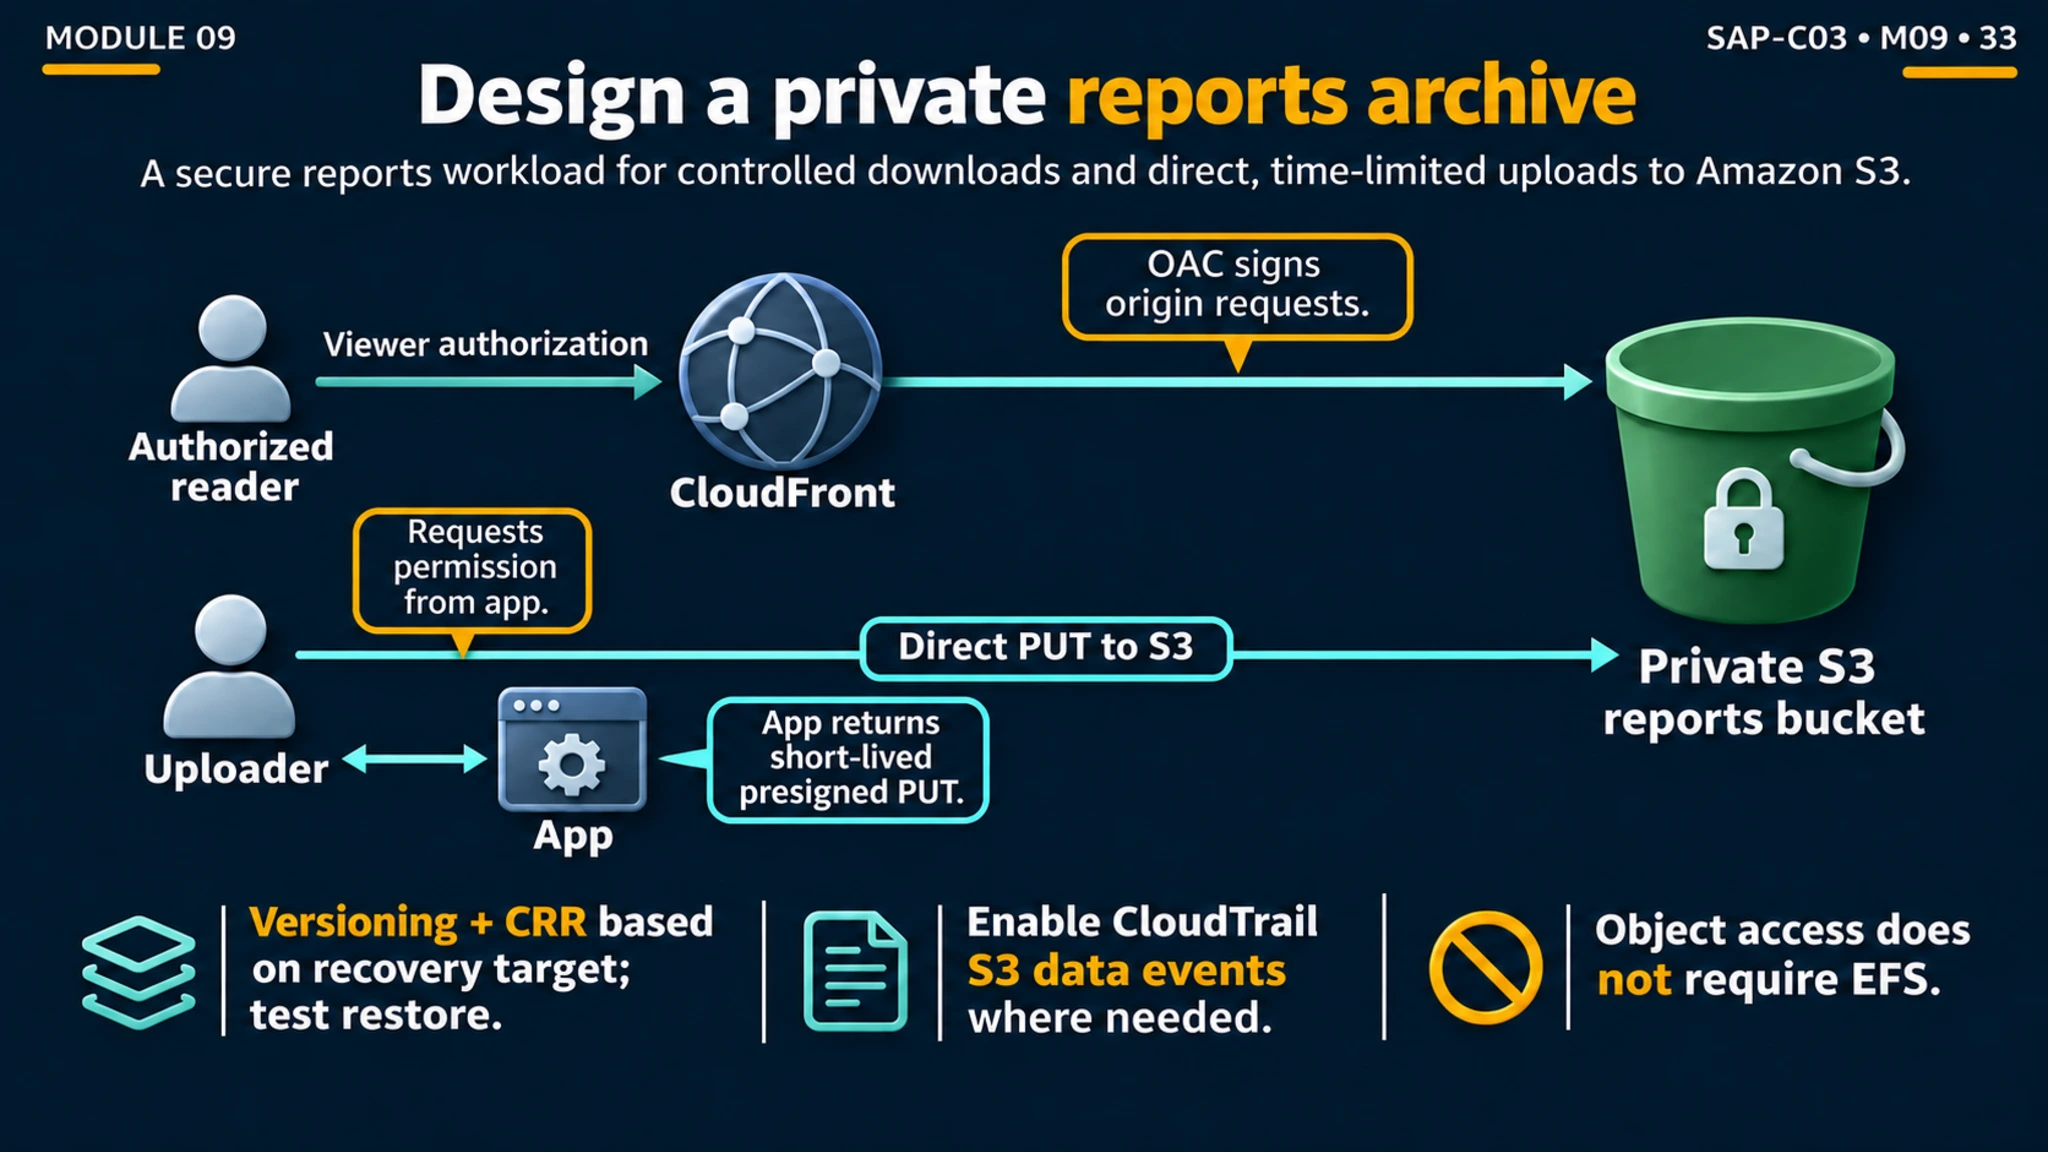 MODULE 09
SAP-C03 • M09 • 33
Design a private reports archive
A secure reports workload for controlled downloads and direct, time-limited uploads to Amazon S3.
OAC signs
origin requests.
Viewer authorization
Authorized
reader
CloudFront
Requests
permission
from app.
Direct PUT to S3
Private S3
reports bucket
Uploader
App returns
short-lived
presigned PUT.
App
Versioning + CRR based
on recovery target;
test restore.
Enable CloudTrail
S3 data events
where needed.
Object access does
not require EFS.